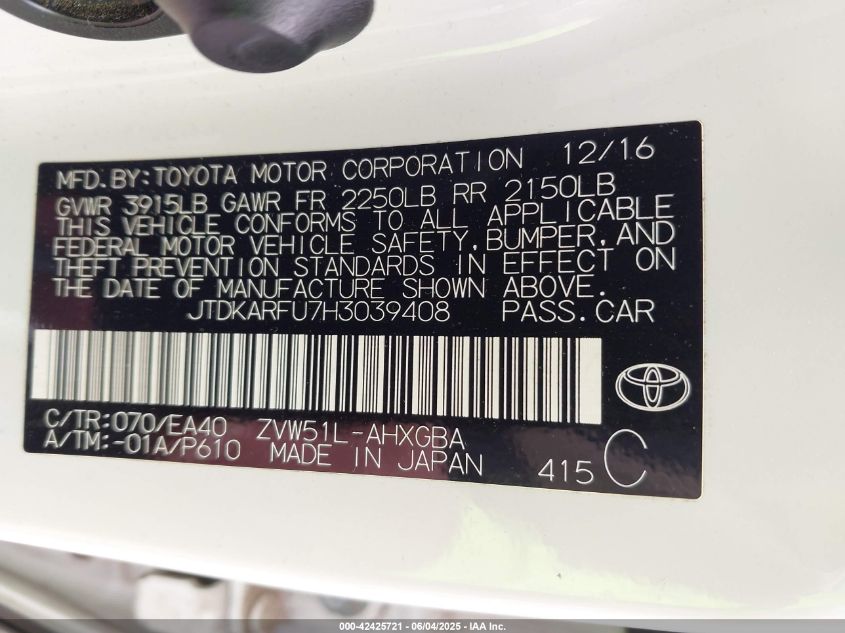 MFD.BY:TOYOTA MOTOR CORPORATION 12/16
GVWR 3915LB GAWR FR 2250LB RR 2150LB
THIS VEHICLE CONFORMS TO ALL APPLICABLE
FEDERAL MOTOR VEHICLE SAFETY,BUMPER,AND
THEFT PREVENTION STANDARDS IN EFFECT ON
THE DATE OF MANUFACTURE SHOWN ABOVE.
JTDKARFU7H3039408 PASS.CAR
C/TR:070/EA40 ZVW51L-AHXGBA
A/TM:-01A/P610 MADE IN JAPAN 415 C
000-42425721 - 06/04/2025 - IAA Inc.